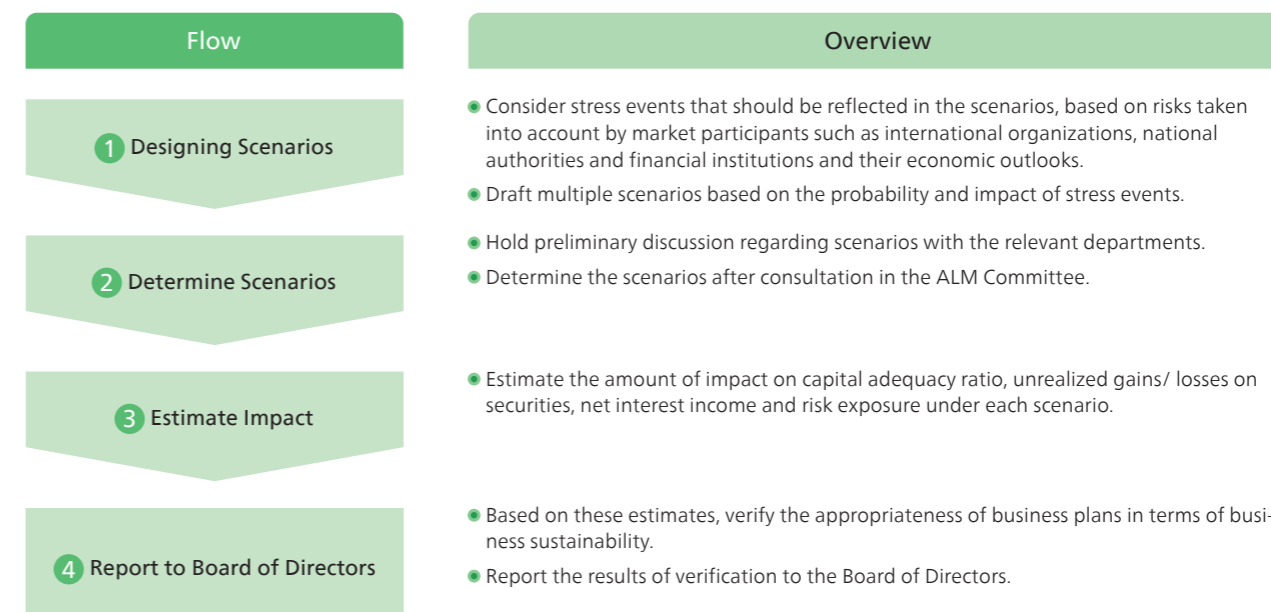 Flow
Overview
1 Designing Scenarios
● Consider stress events that should be reflected in the scenarios, based on risks taken
into account by market participants such as international organizations, national
authorities and financial institutions and their economic outlooks.
● Draft multiple scenarios based on the probability and impact of stress events.
2 Determine Scenarios
● Hold preliminary discussion regarding scenarios with the relevant departments.
● Determine the scenarios after consultation in the ALM Committee.
3 Estimate Impact
● Estimate the amount of impact on capital adequacy ratio, unrealized gains/ losses on
securities, net interest income and risk exposure under each scenario.
4 Report to Board of Directors
● Based on these estimates, verify the appropriateness of business plans in terms of busi-
ness sustainability.
● Report the results of verification to the Board of Directors.